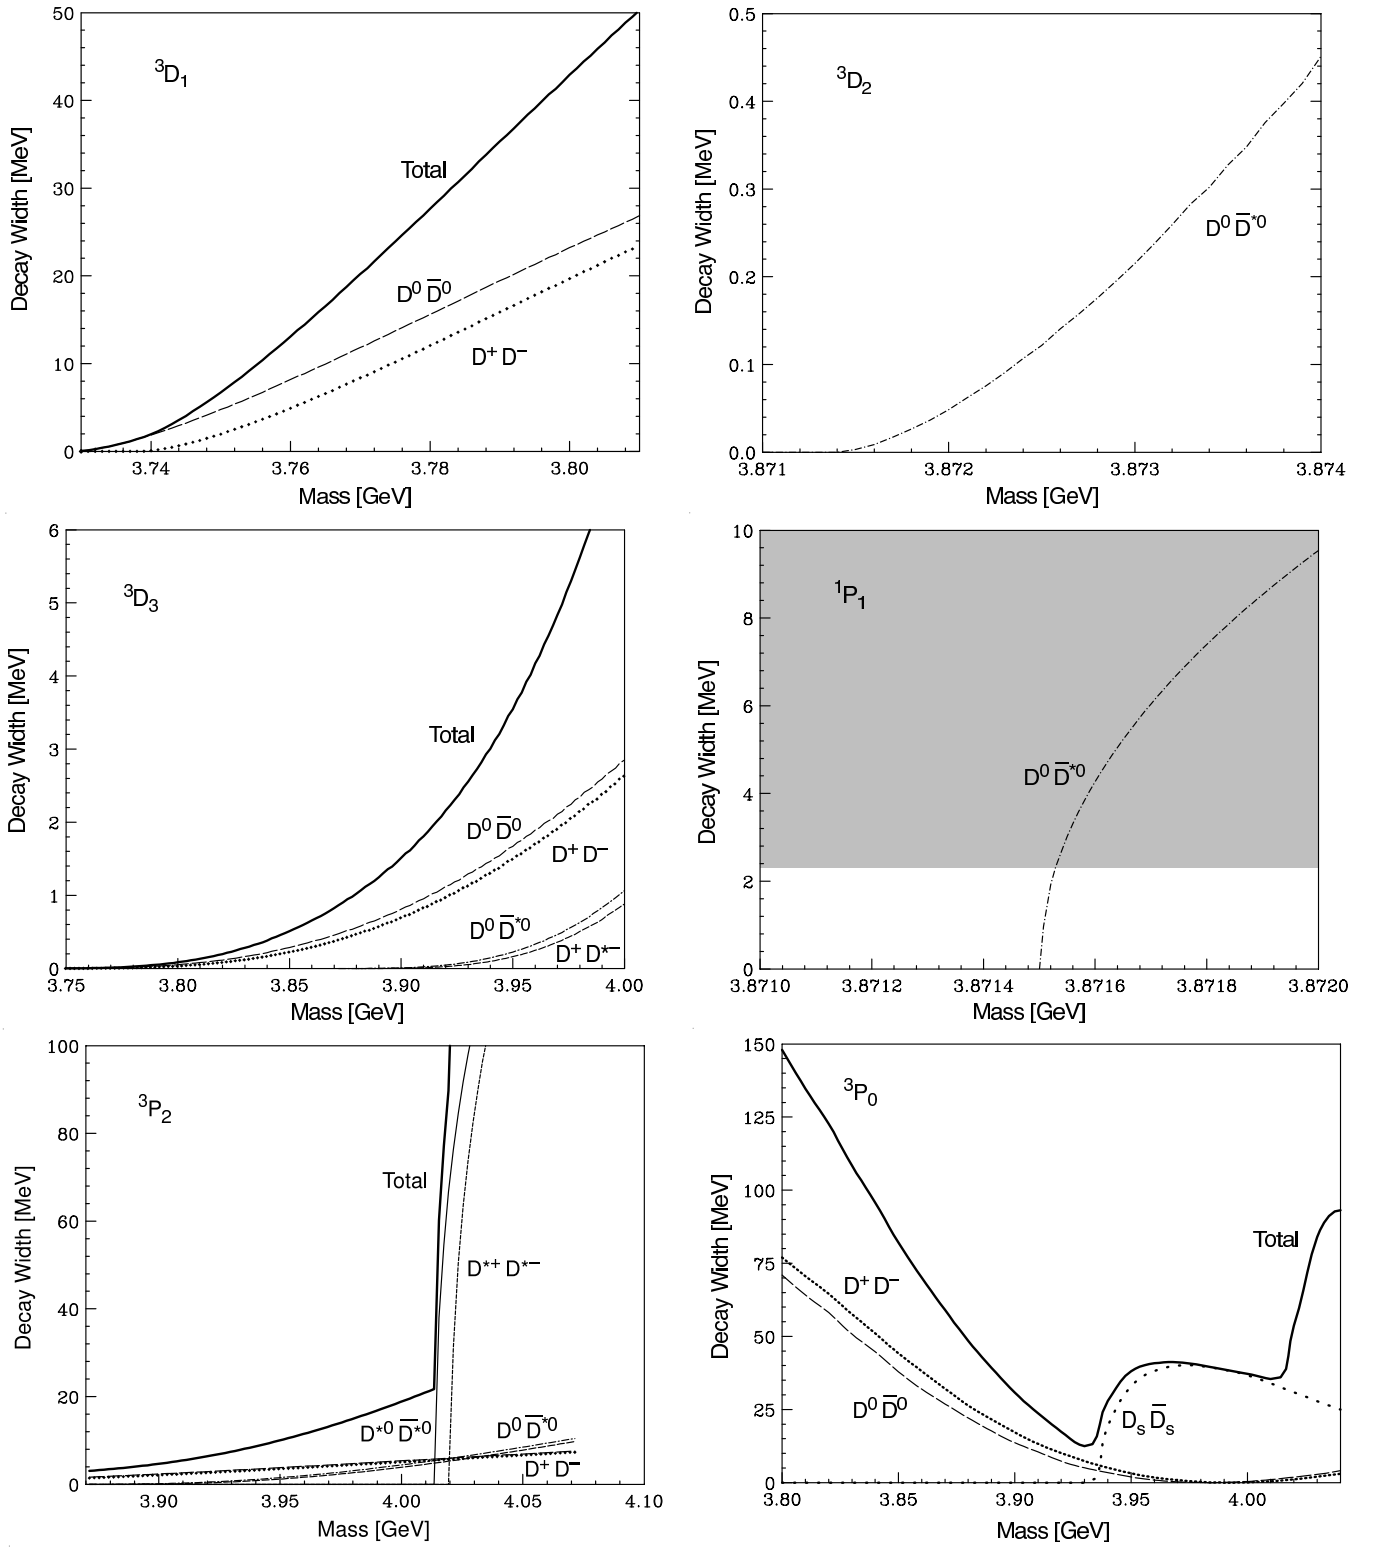 50
40
30
20
10
0
Decay Width [MeV]
³D₁
Total
D⁰ D̅⁰
D⁺ D⁻
3.74
3.76
3.78
3.80
Mass [GeV]
0.5
0.4
0.3
0.2
0.1
0.0
Decay Width [MeV]
³D₂
D⁰ D̅*⁰
3.871
3.872
3.873
3.874
Mass [GeV]
6
5
4
3
2
1
0
Decay Width [MeV]
³D₃
Total
D⁰ D̅⁰
D⁺ D⁻
D⁰ D̅*⁰
D⁺ D*⁻
3.75
3.80
3.85
3.90
3.95
4.00
Mass [GeV]
10
8
6
4
2
0
Decay Width [MeV]
¹P₁
D⁰ D̅*⁰
3.8710
3.8712
3.8714
3.8716
3.8718
3.8720
Mass [GeV]
100
80
60
40
20
0
Decay Width [MeV]
³P₂
Total
D*⁺ D*⁻
D*⁰ D̅*⁰
D⁰ D̅*⁰
D⁺ D⁻
3.90
3.95
4.00
4.05
4.10
Mass [GeV]
150
125
100
75
50
25
0
Decay Width [MeV]
³P₀
Total
D⁺ D⁻
D⁰ D̅⁰
Dₛ D̅ₛ
3.80
3.85
3.90
3.95
4.00
Mass [GeV]